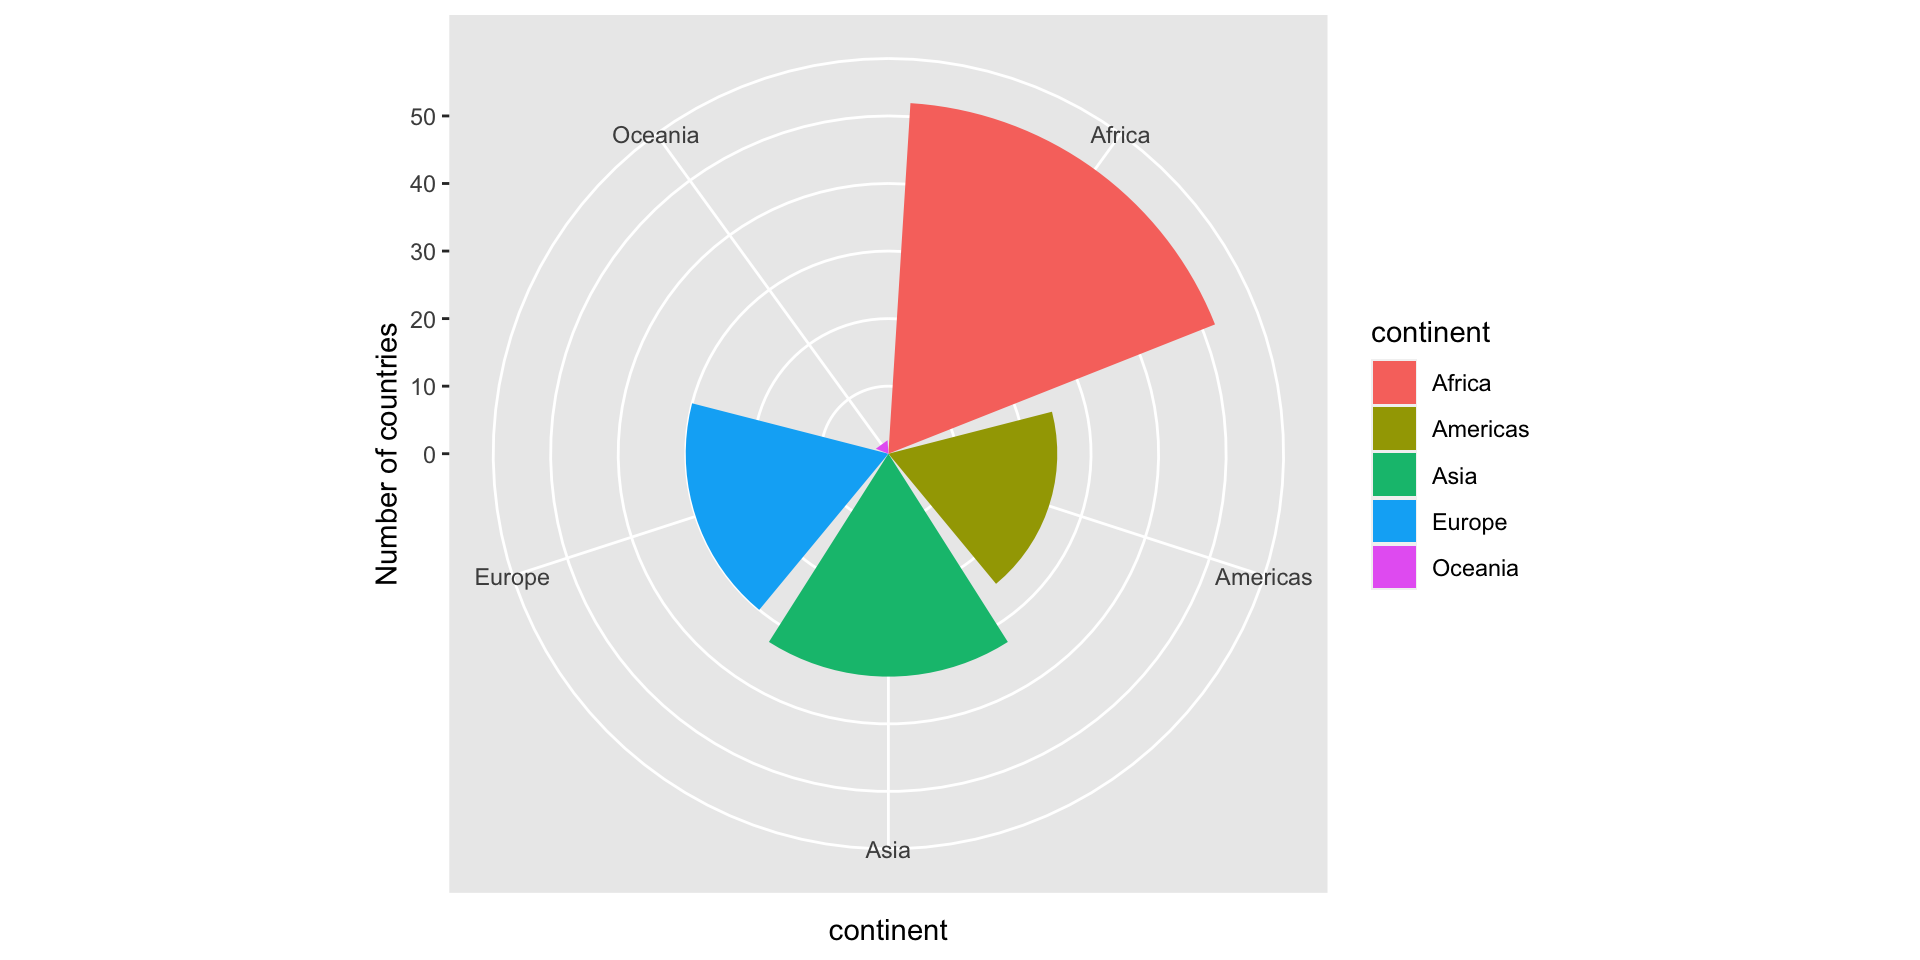 Number of countries
50
40
30
20
10
0
Oceania
Africa
Europe
Americas
Asia
continent
continent
Africa
Americas
Asia
Europe
Oceania